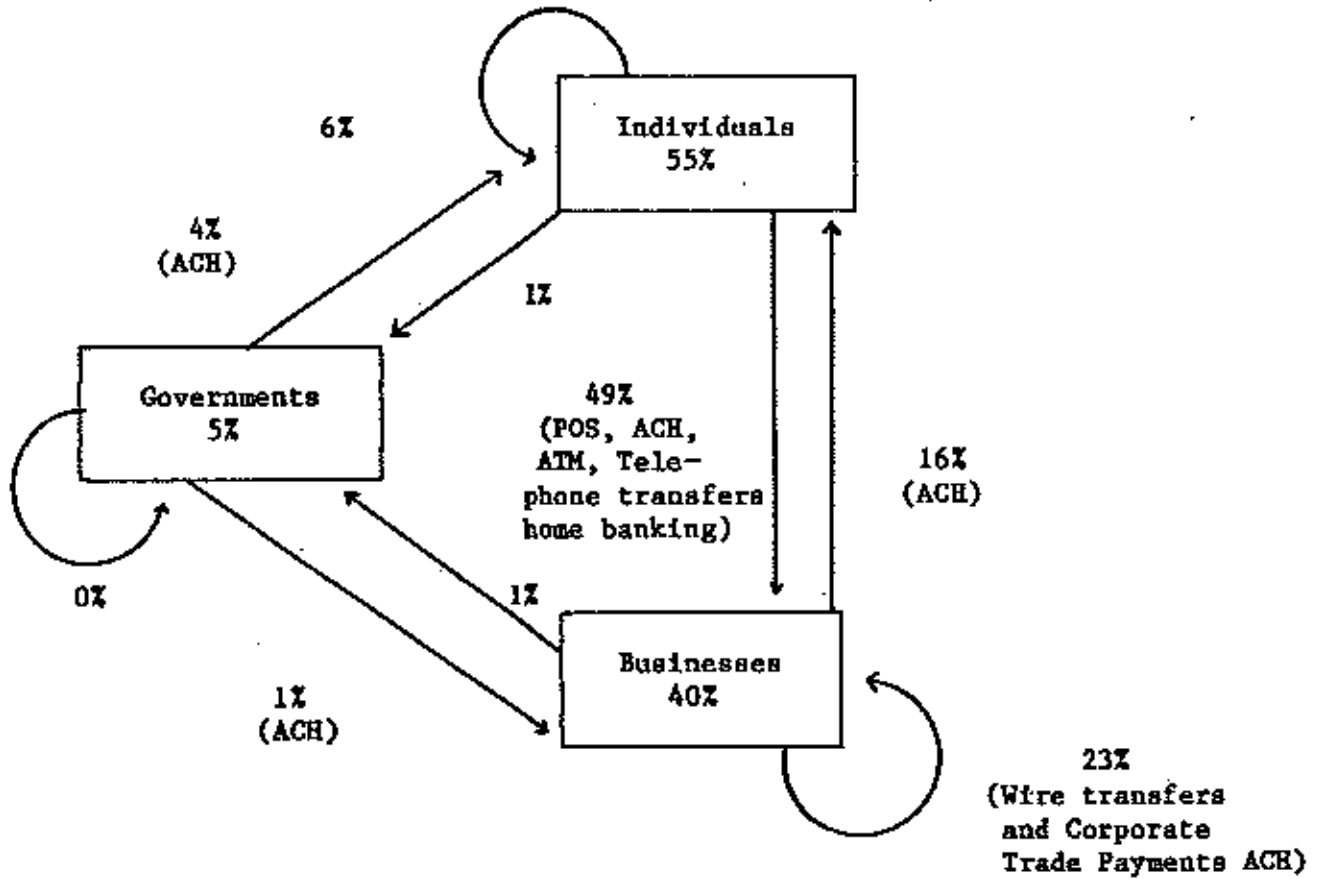 Individuals
55%
6%
4%
(ACH)
1%
Governments
5%
49%
(POS, ACH,
ATM, Tele-
phone transfers
home banking)
16%
(ACH)
0%
1%
Businesses
40%
1%
(ACH)
23%
(Wire transfers
and Corporate
Trade Payments ACH)